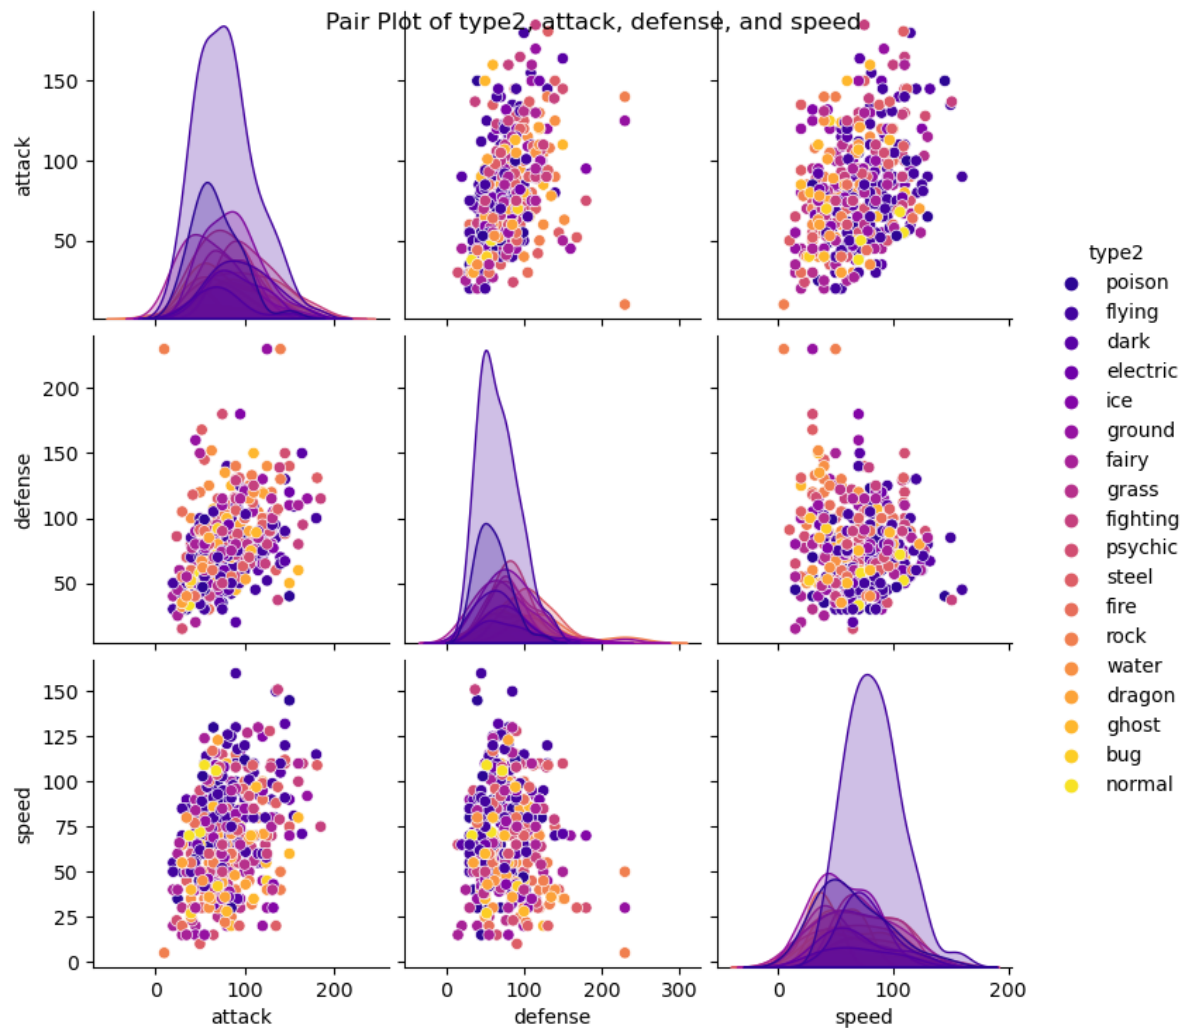 Pair Plot of type2, attack, defense, and speed
150
100
50
attack
200
150
100
50
defense
150
125
100
75
50
25
0
speed
0 100 200
attack
0 100 200 300
defense
0 100 200
speed
type2
poison
flying
dark
electric
ice
ground
fairy
grass
fighting
psychic
steel
fire
rock
water
dragon
ghost
bug
normal